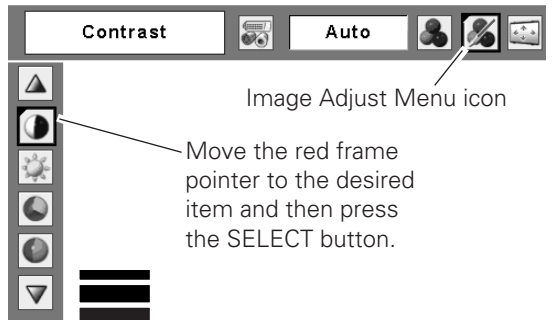 Contrast
Auto
Image Adjust Menu icon
Move the red frame
pointer to the desired
item and then press
the SELECT button.